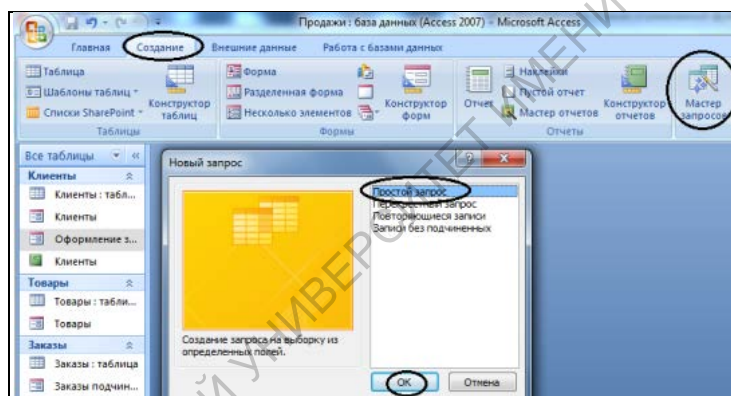 Продажи : база данных (Access 2007) - Microsoft Access
Главная Создание Внешние данные Работа с базами данных
Таблица
Шаблоны таблиц
Списки SharePoint
Конструктор таблиц
Таблицы
Форма
Разделенная форма
Несколько элементов
Конструктор форм
Формы
Отчет
Наклейки
Пустой отчет
Мастер отчетов
Конструктор отчетов
Отчеты
Мастер запросов
Все таблицы
Клиенты
Клиенты : табл...
Клиенты
Оформление з...
Клиенты
Товары
Товары : табли...
Товары
Заказы
Заказы : таблица
Заказы подчин...
Новый запрос
Простой запрос
Перекрестный запрос
Повторяющиеся записи
Записи без подчиненных
Создание запроса на выборку из
определенных полей.
ОК Отмена
УНИВЕРСИТЕТ ИМЕНИ